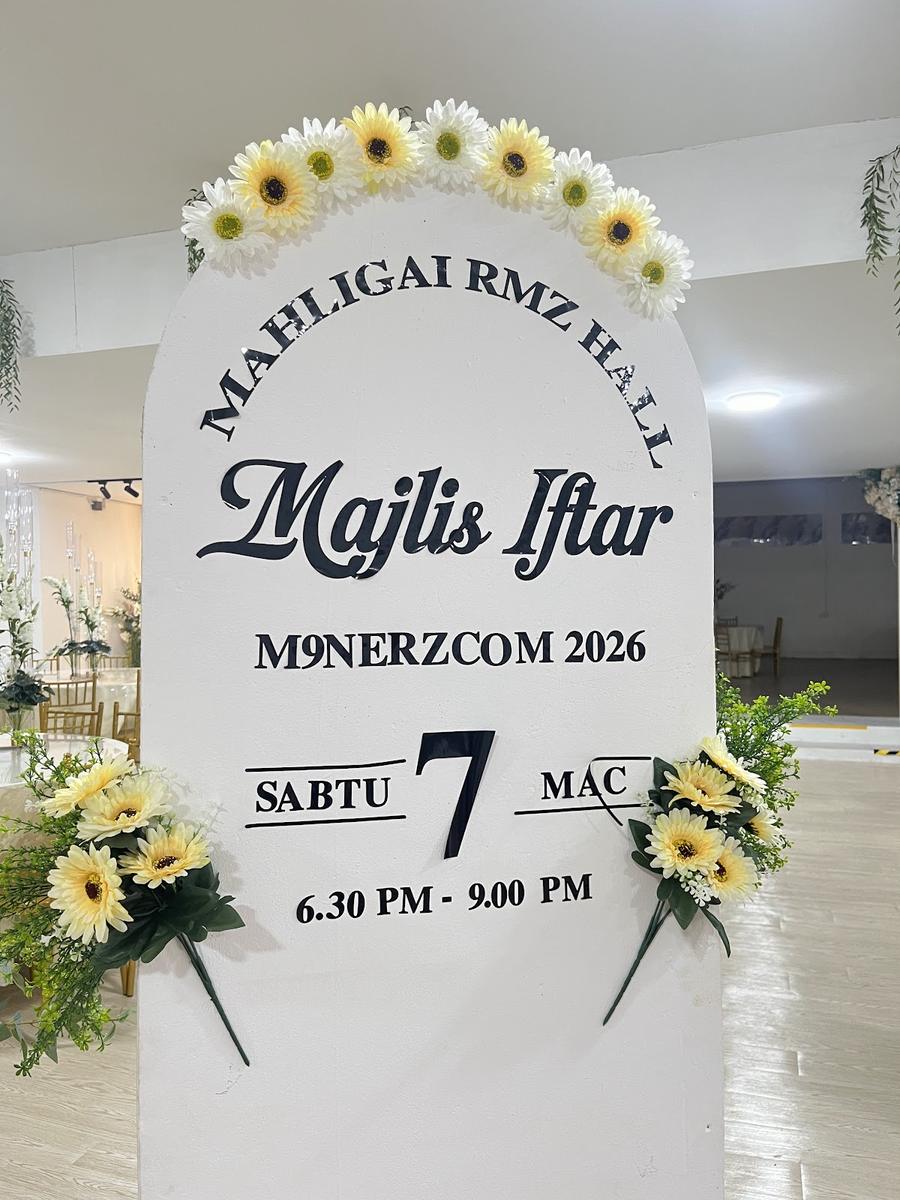 MAHLIGAI RMZ HALL
Majlis Iftar
M9NERZCOM 2026
SABTU 7 MAC
6.30 PM - 9.00 PM